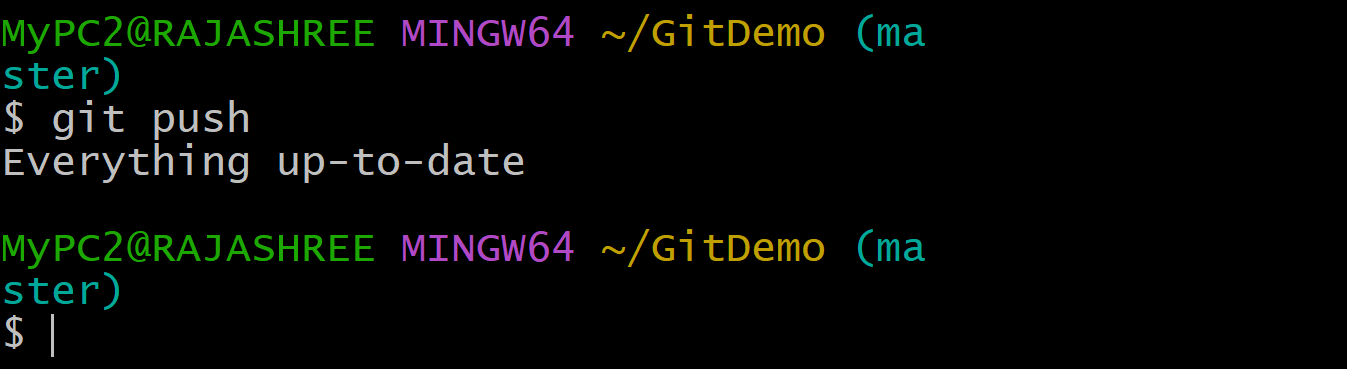 MyPC2@RAJASHREE MINGW64 ~/GitDemo (ma
ster)
$ git push
Everything up-to-date
MyPC2@RAJASHREE MINGW64 ~/GitDemo (ma
ster)
$